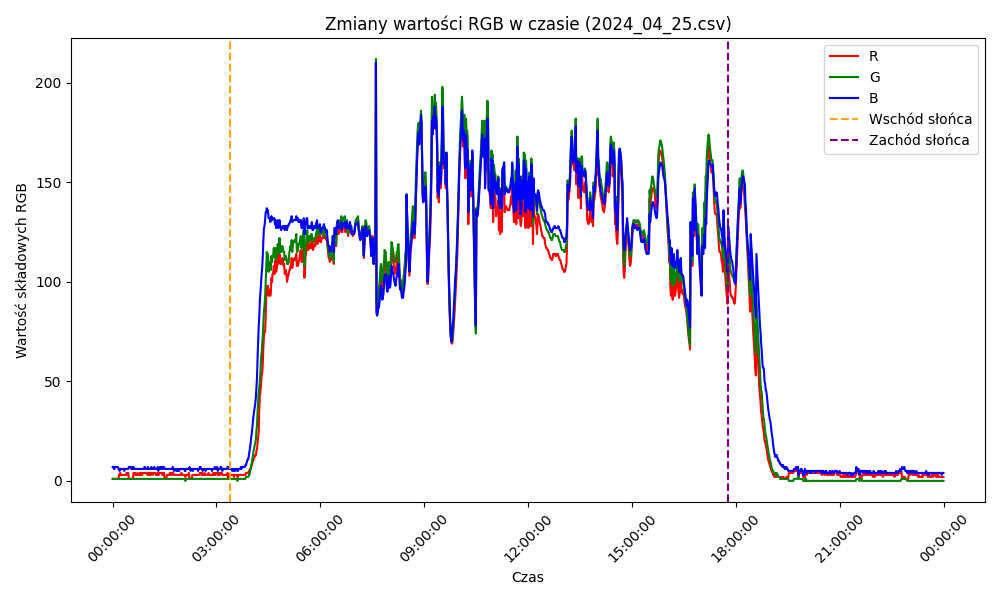 Zmiany wartości RGB w czasie (2024_04_25.csv)
Wartość składowych RGB
200
150
100
50
0
R
G
B
Wschód słońca
Zachód słońca
00:00:00
03:00:00
06:00:00
09:00:00
12:00:00
15:00:00
18:00:00
21:00:00
00:00:00
Czas